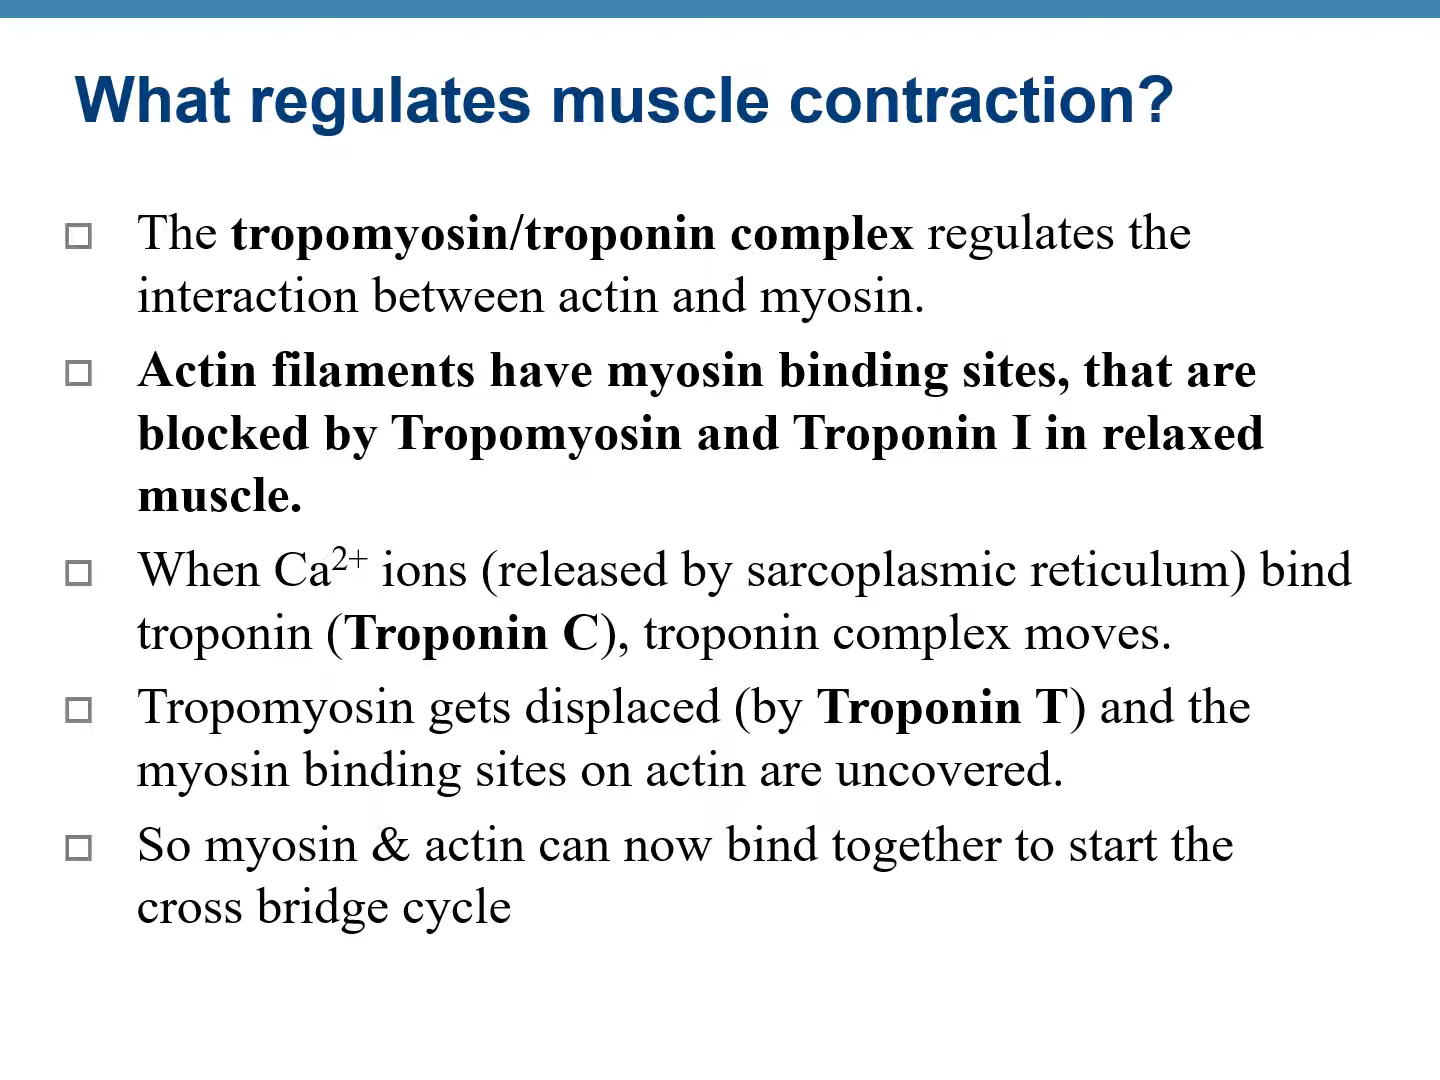 What regulates muscle contraction?
The tropomyosin/troponin complex regulates the
interaction between actin and myosin.
Actin filaments have myosin binding sites, that are
blocked by Tropomyosin and Troponin I in relaxed
muscle.
When Ca²⁺ ions (released by sarcoplasmic reticulum) bind
troponin (Troponin C), troponin complex moves.
Tropomyosin gets displaced (by Troponin T) and the
myosin binding sites on actin are uncovered.
So myosin & actin can now bind together to start the
cross bridge cycle